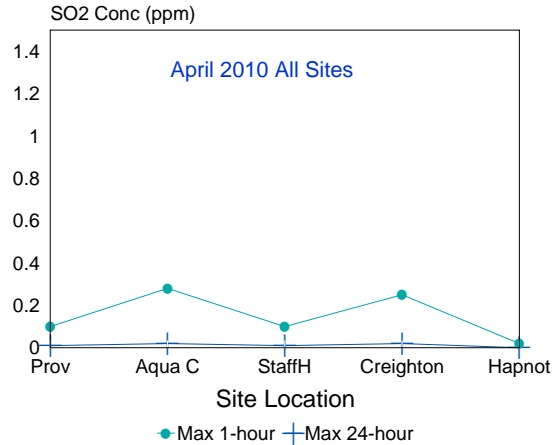 SO2 Conc (ppm)
April 2010 All Sites
1.4
1.2
1
0.8
0.6
0.4
0.2
0
Prov Aqua C StaffH Creighton Hapnot
Site Location
Max 1-hour Max 24-hour